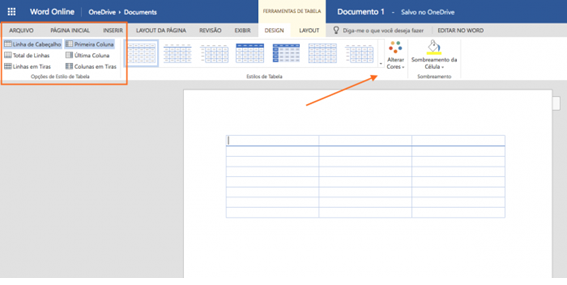 Word Online OneDrive › Documents FERRAMENTAS DE TABELA Documento 1 - Salvo no OneDrive
ARQUIVO PÁGINA INICIAL INSERIR LAYOUT DA PÁGINA REVISÃO EXIBIR DESIGN LAYOUT Diga-me o que você deseja fazer EDITAR NO WORD
Linha de Cabeçalho Primeira Coluna
Total de Linhas Última Coluna
Linhas em Tiras Colunas em Tiras
Alterar Cores
Sombreamento da Célula
Opções de Estilo de Tabela Estilos de Tabela Sombreamento